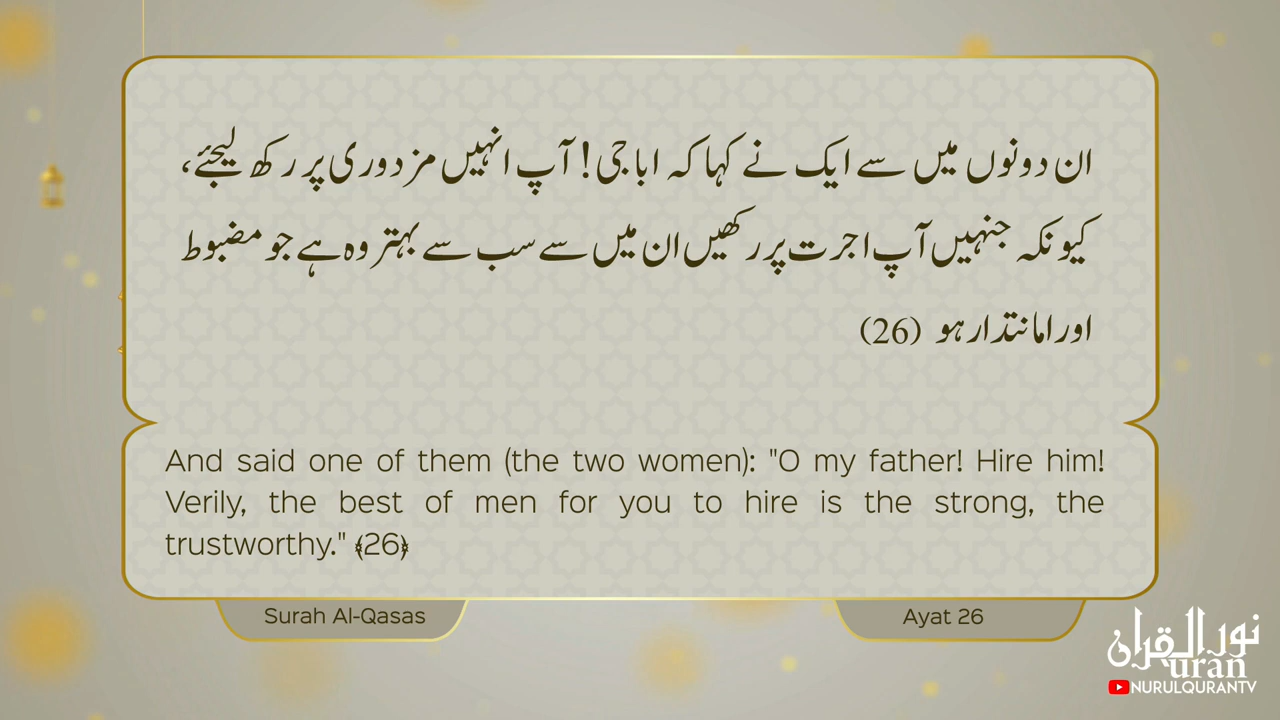 ان دونوں میں سے ایک نے کہا کہ ابا جی! آپ انہیں مزدوری پر رکھ لیجئے،
کیونکہ جنہیں آپ اجرت پر رکھیں ان میں سے سب سے بہتر وہ ہے جو مضبوط
اور امانتدار ہو (26)
And said one of them (the two women): "O my father! Hire him!
Verily, the best of men for you to hire is the strong, the
trustworthy." ﴾26﴿
Surah Al-Qasas
Ayat 26
نور القران
uran
NURULQURANTV